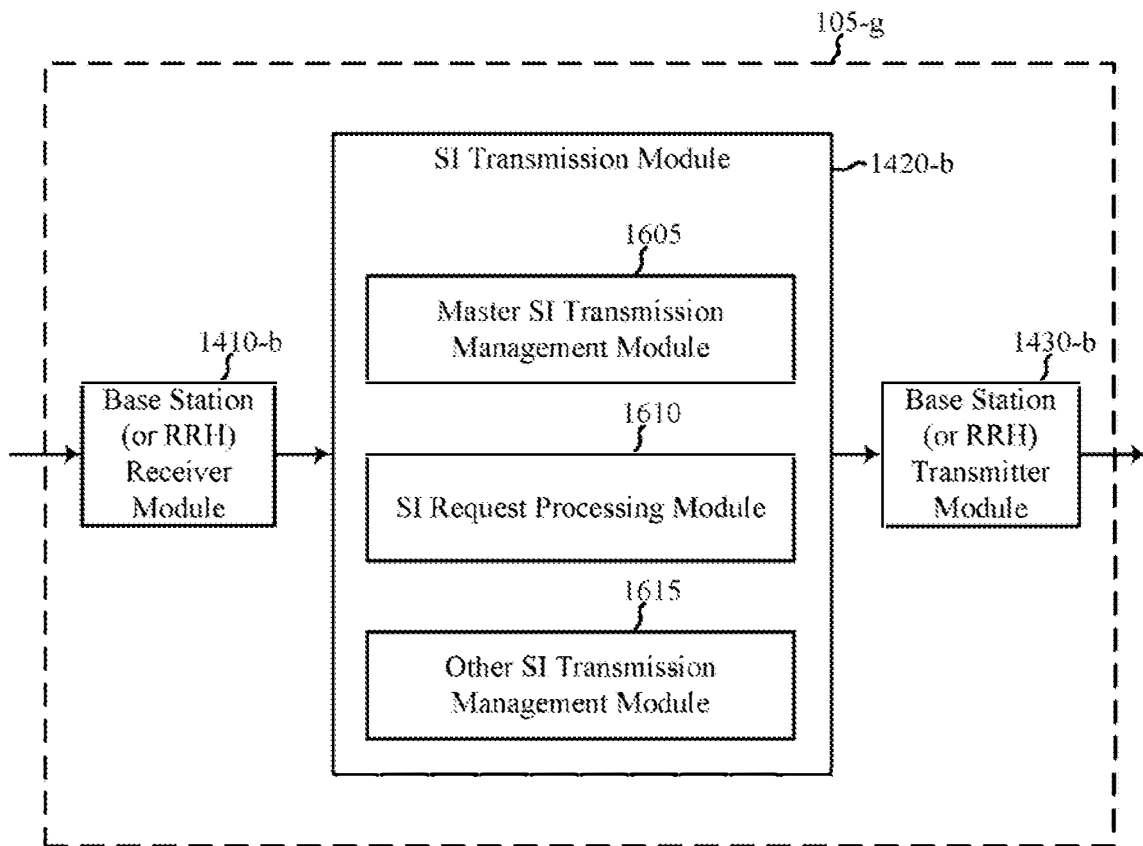 105-g
SI Transmission Module
1420-b
1605
Master SI Transmission
Management Module
1410-b
Base Station
(or RRH)
Receiver
Module
1610
SI Request Processing Module
1430-b
Base Station
(or RRH)
Transmitter
Module
1615
Other SI Transmission
Management Module